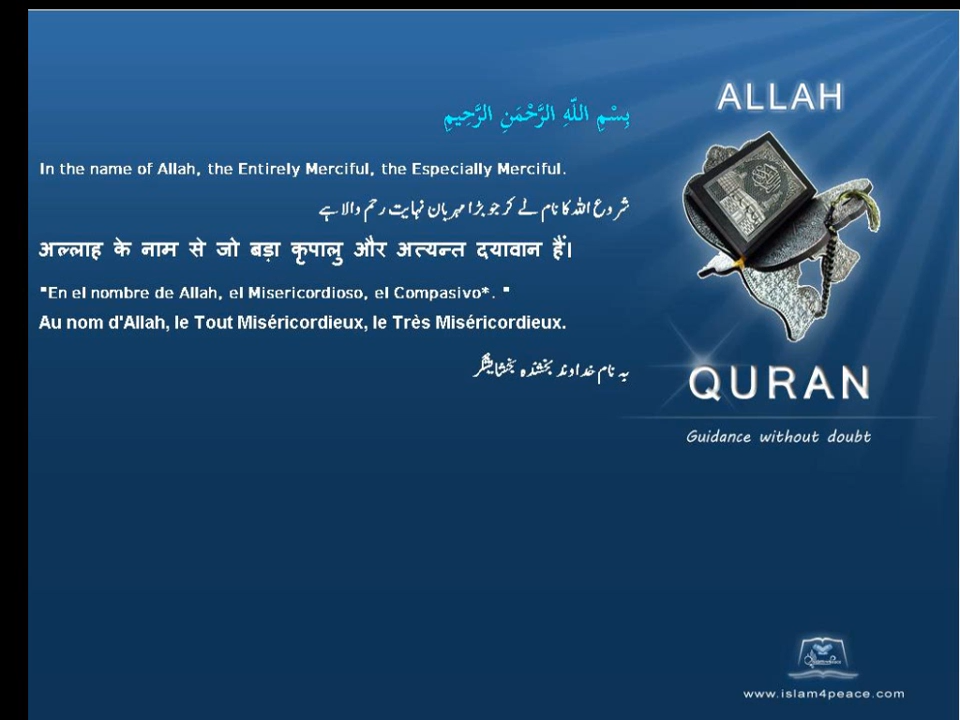 بِسْمِ اللّهِ الرَّحْمَنِ الرَّحِيمِ
In the name of Allah, the Entirely Merciful, the Especially Merciful.
شروع الله کا نام لے کر جو بڑا مہربان نہایت رحم والا ہے
अल्लाह के नाम से जो बड़ा कृपालु और अत्यन्त दयावान हैं।
"En el nombre de Allah, el Misericordioso, el Compasivo*. "
Au nom d'Allah, le Tout Miséricordieux, le Très Miséricordieux.
به نام خداوند بخشنده بخشایشگر
ALLAH
QURAN
Guidance without doubt
www.islam4peace.com